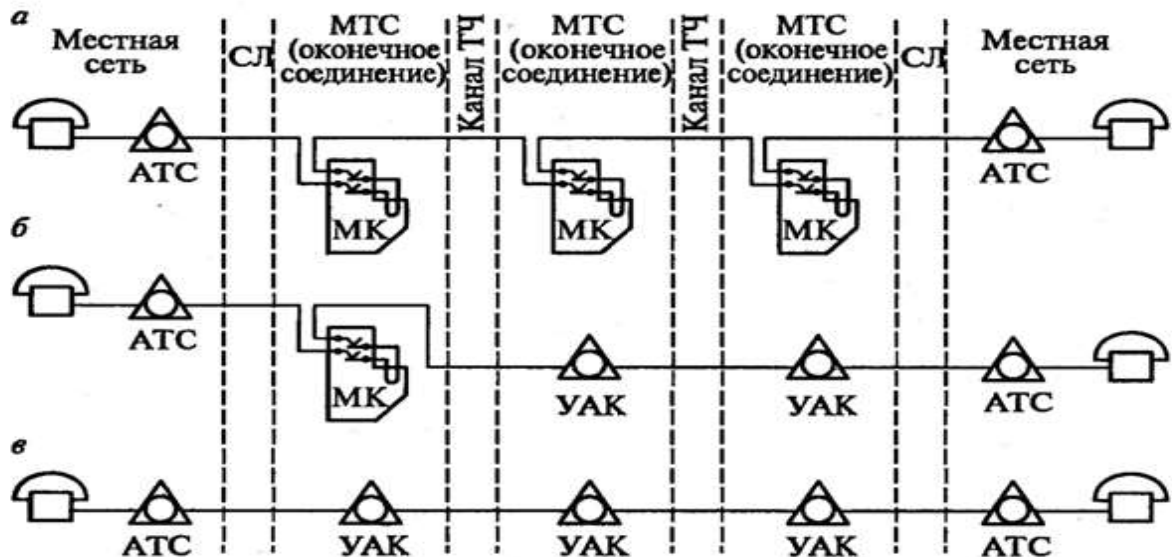 а
Местная
сеть
СЛ
МТС
(оконечное
соединение)
Канал ТЧ
МТС
(оконечное
соединение)
Канал ТЧ
МТС
(оконечное
соединение)
СЛ
Местная
сеть
АТС
МК
МК
МК
АТС
б
АТС
МК
УАК
УАК
АТС
в
АТС
УАК
УАК
УАК
АТС